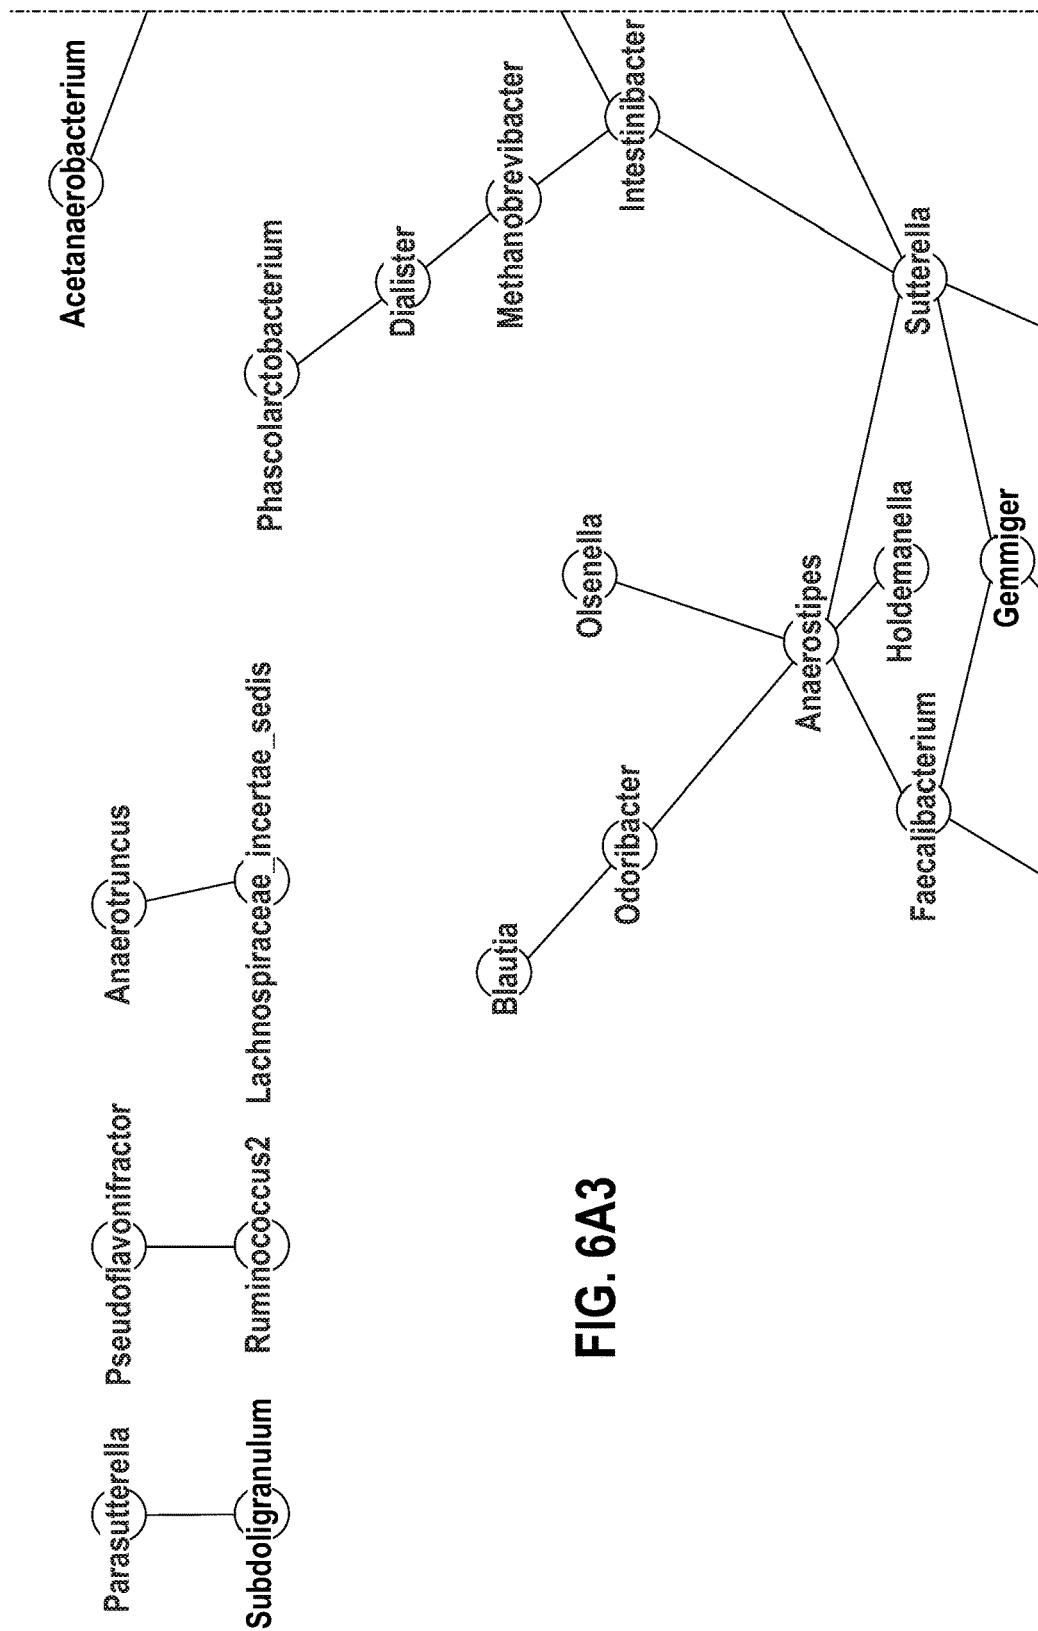 Parasutterella
Pseudoflavonifractor
Anaerotruncus
Acetanaerobacterium
Subdoligranulum
Ruminococcus2
Lachnospiraceae_incertae_sedis
Phascolarctobacterium
Dialister
Blautia
Methanobrevibacter
Olsenella
Odoribacter
Intestinibacter
Anaerostipes
Holdemanella
Faecalibacterium
Sutterella
Gemmiger
FIG. 6A3